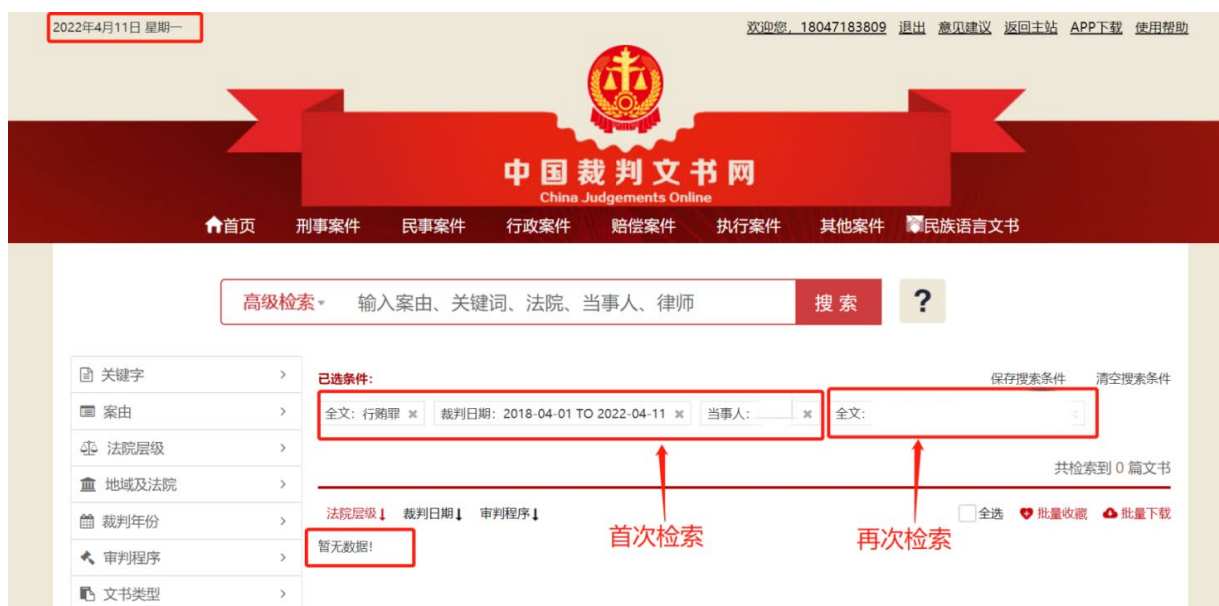 2022年4月11日 星期一
欢迎您，18047183809 退出 意见建议 返回主站 APP下载 使用帮助
中国裁判文书网
China Judgements Online
首页 刑事案件 民事案件 行政案件 赔偿案件 执行案件 其他案件 民族语言文书
高级检索 输入案由、关键词、法院、当事人、律师 搜索 ?
关键字
案由
法院层级
地域及法院
裁判年份
审判程序
文书类型
已选条件:
保存搜索条件 清空搜索条件
全文: 行贿罪 × 裁判日期: 2018-04-01 TO 2022-04-11 × 当事人: × 全文:
共检索到 0 篇文书
法院层级 裁判日期 审判程序
全选 批量收藏 批量下载
暂无数据!
首次检索
再次检索